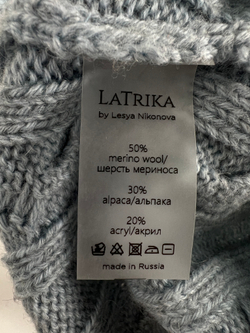 LATRIKA
by Lesya Nikonova
50%
merino wool/
шерсть мериноса
30%
alpaca/альпака
20%
acryl/акрил
made in Russia